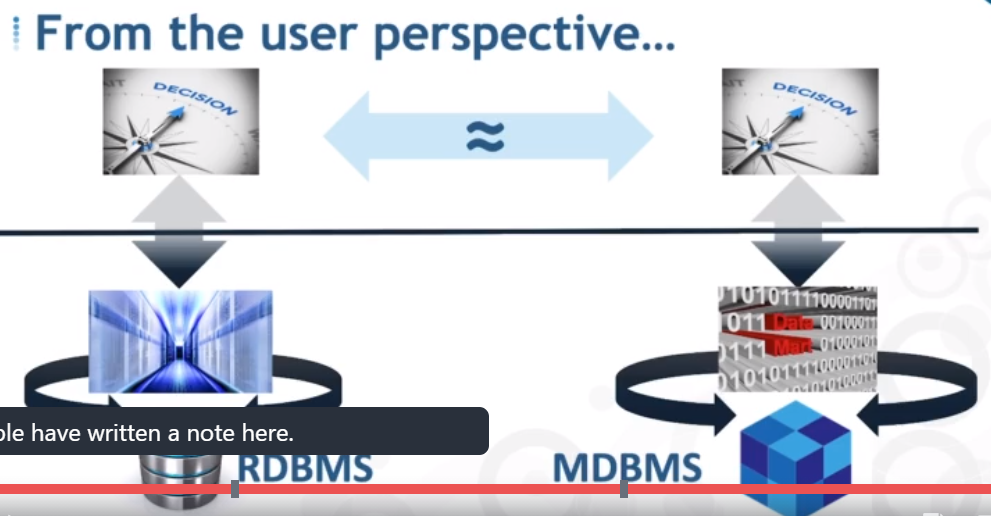 From the user perspective…
DECISION
DECISION
Data
Mart
ple have written a note here.
RDBMS
MDBMS